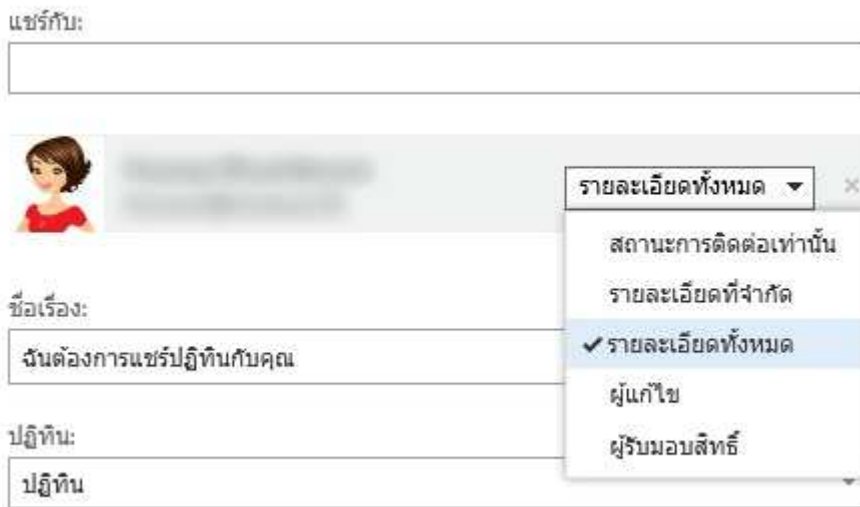 แชร์กับ:
รายละเอียดทั้งหมด
สถานะการติดต่อเท่านั้น
รายละเอียดที่จำกัด
รายละเอียดทั้งหมด
ผู้แก้ไข
ผู้รับมอบสิทธิ์
ชื่อเรื่อง:
ฉันต้องการแชร์ปฏิทินกับคุณ
ปฏิทิน:
ปฏิทิน